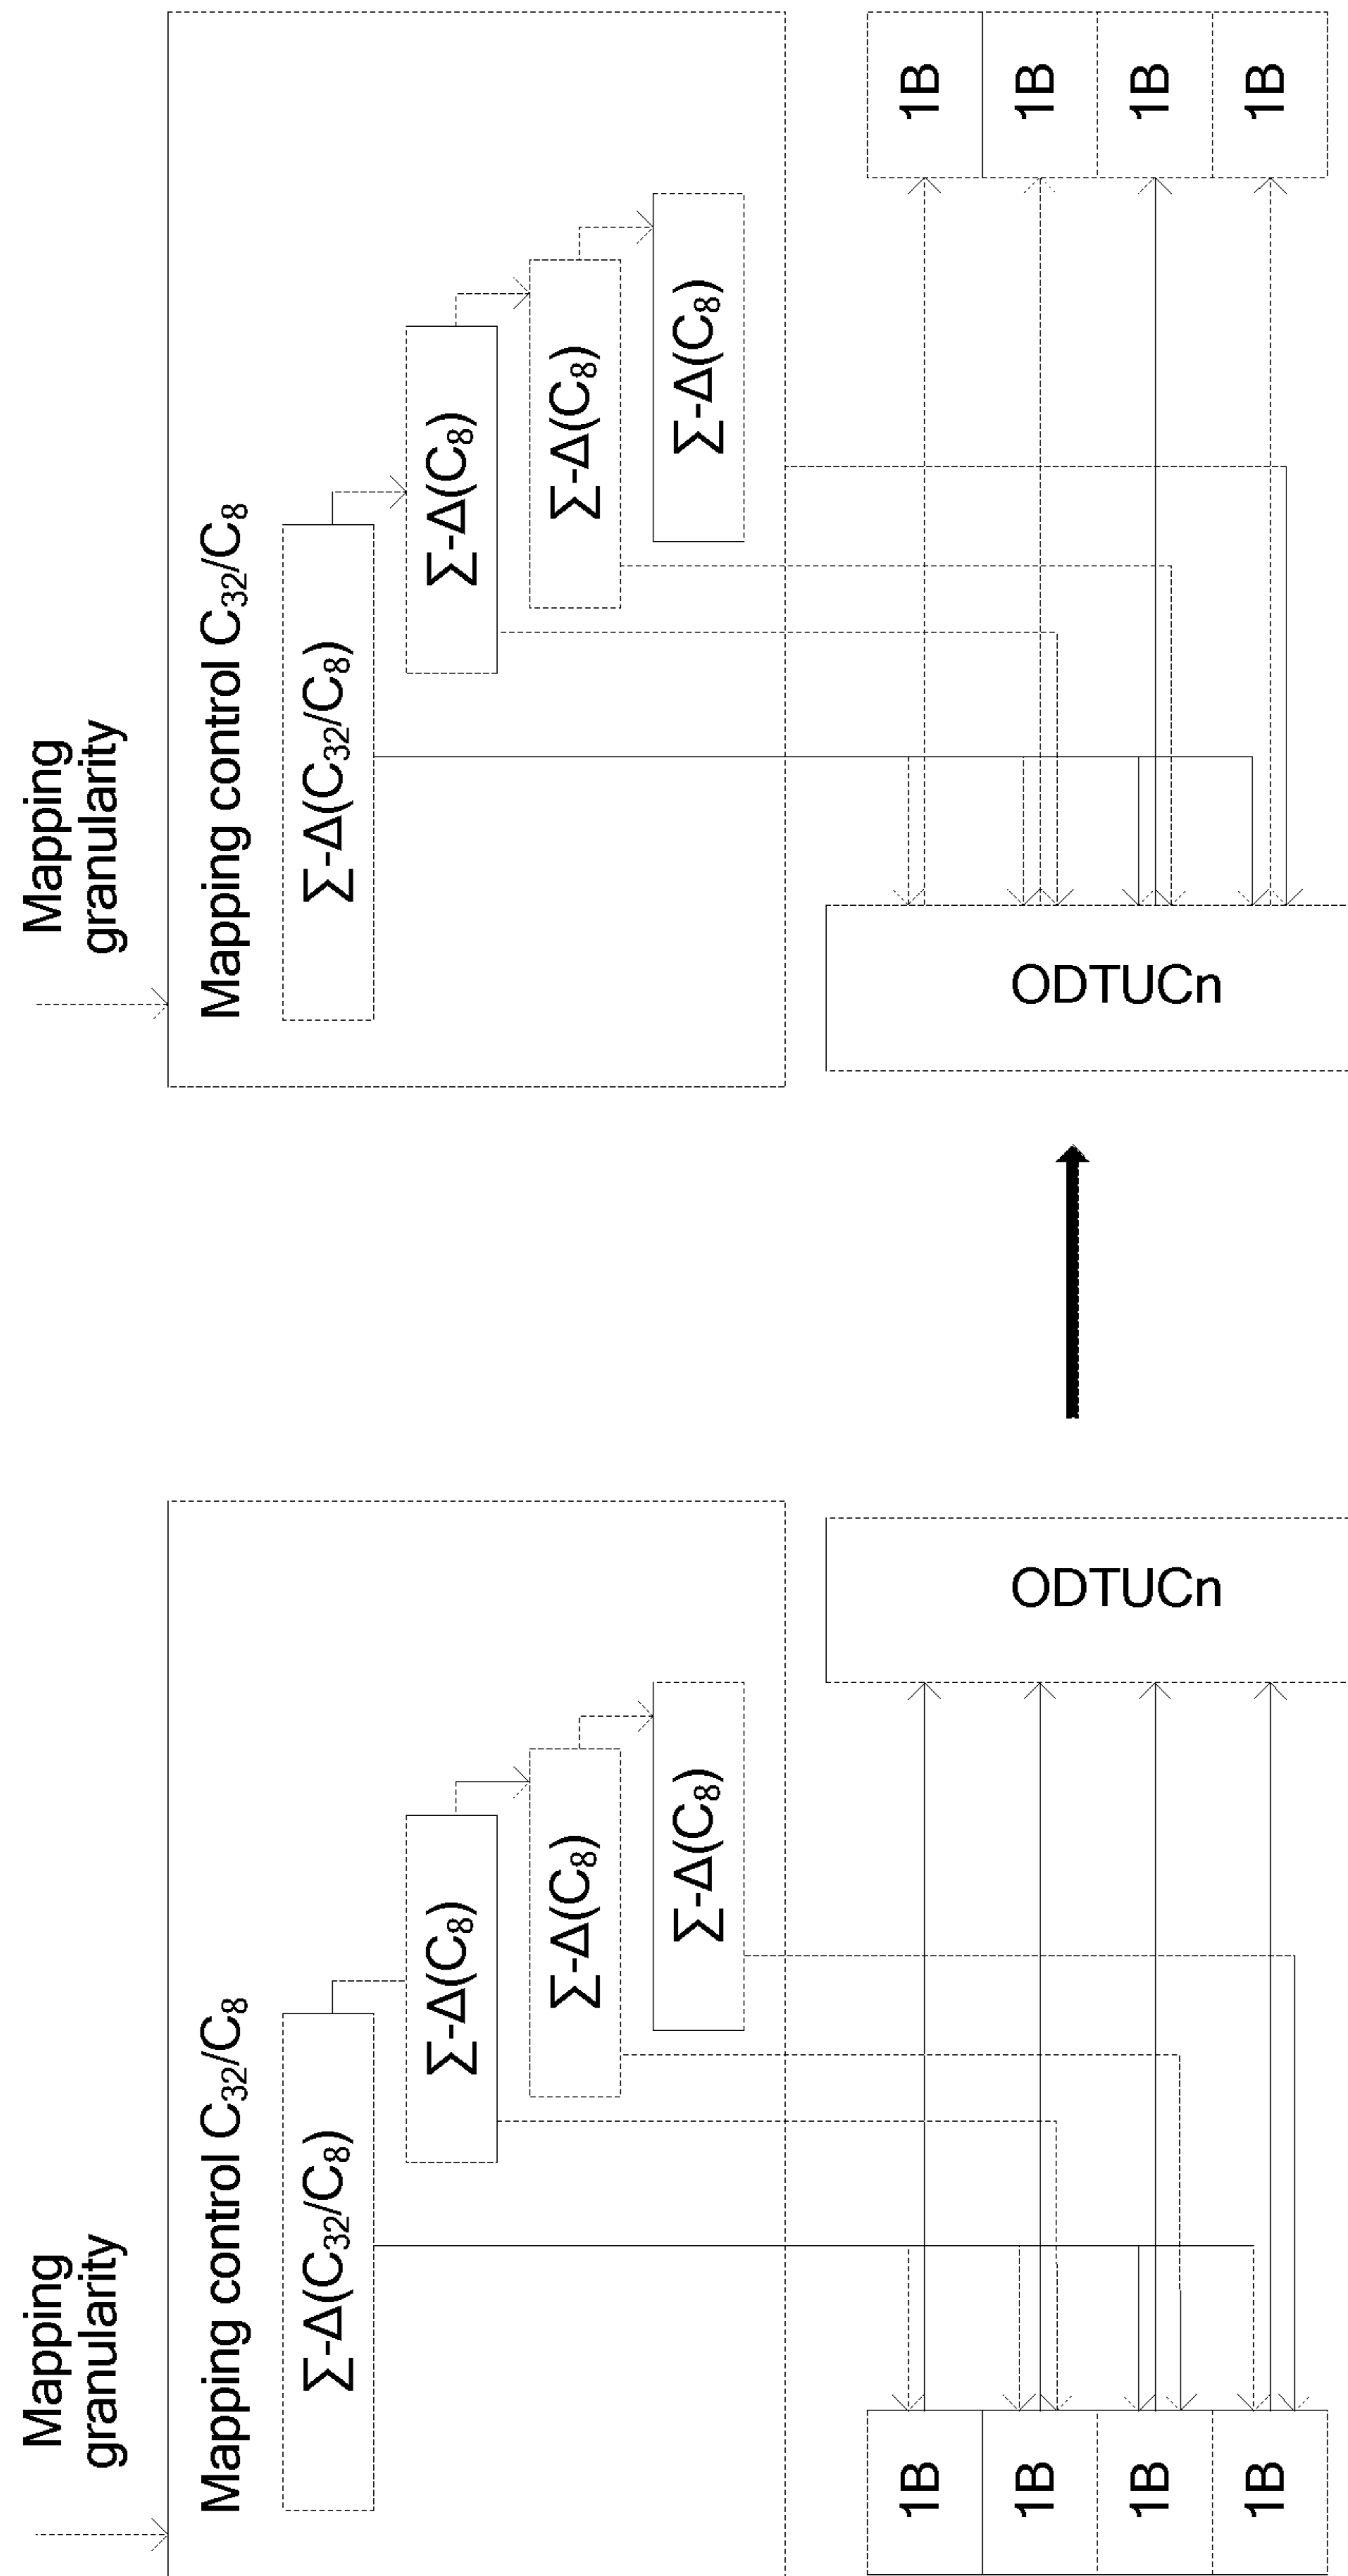 Mapping
granularity
Mapping control C₃₂/C₈
Σ-Δ(C₃₂/C₈)
Σ-Δ(C₈)
Σ-Δ(C₈)
Σ-Δ(C₈)
1B
1B
1B
1B
ODTUCn
Mapping
granularity
Mapping control C₃₂/C₈
Σ-Δ(C₃₂/C₈)
Σ-Δ(C₈)
Σ-Δ(C₈)
Σ-Δ(C₈)
ODTUCn
1B
1B
1B
1B